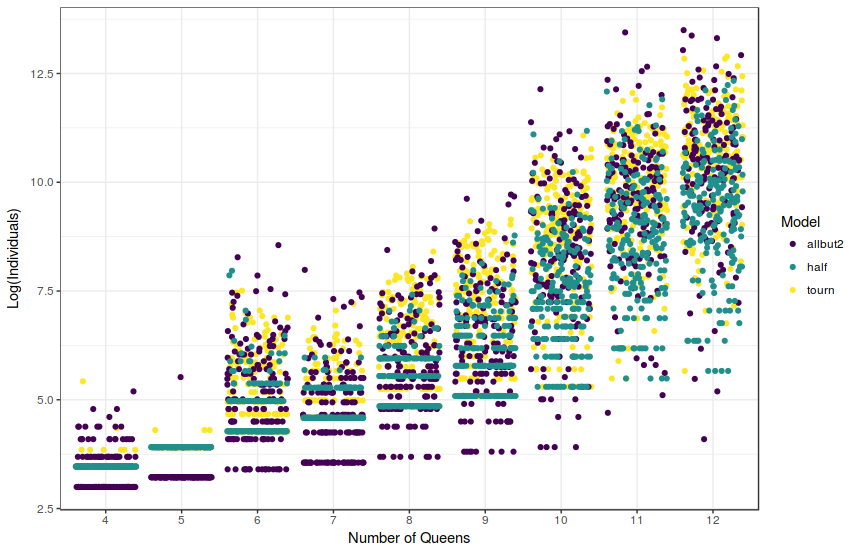 12.5
10.0
7.5
5.0
2.5
Log(Individuals)
4 5 6 7 8 9 10 11 12
Number of Queens
Model
allbut2
half
tourn